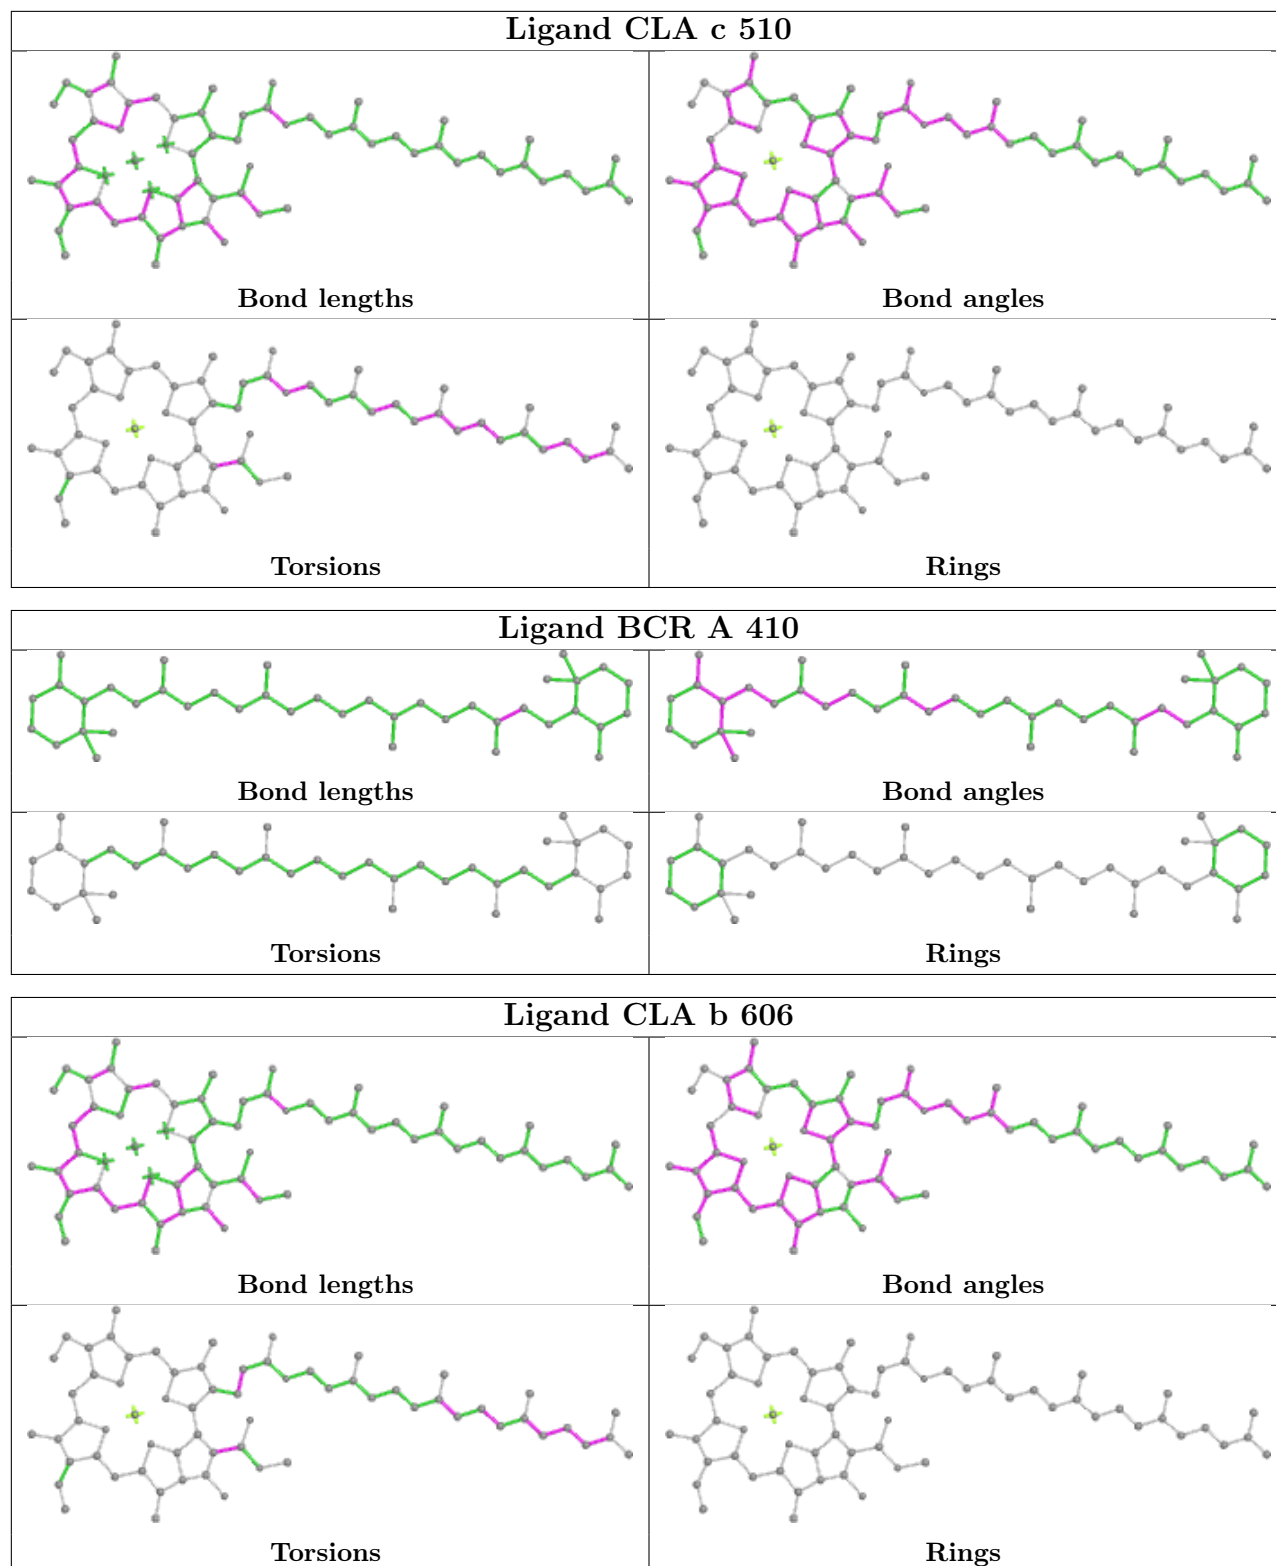 Ligand CLA c 510
Bond lengths
Bond angles
Torsions
Rings
Ligand BCR A 410
Bond lengths
Bond angles
Torsions
Rings
Ligand CLA b 606
Bond lengths
Bond angles
Torsions
Rings